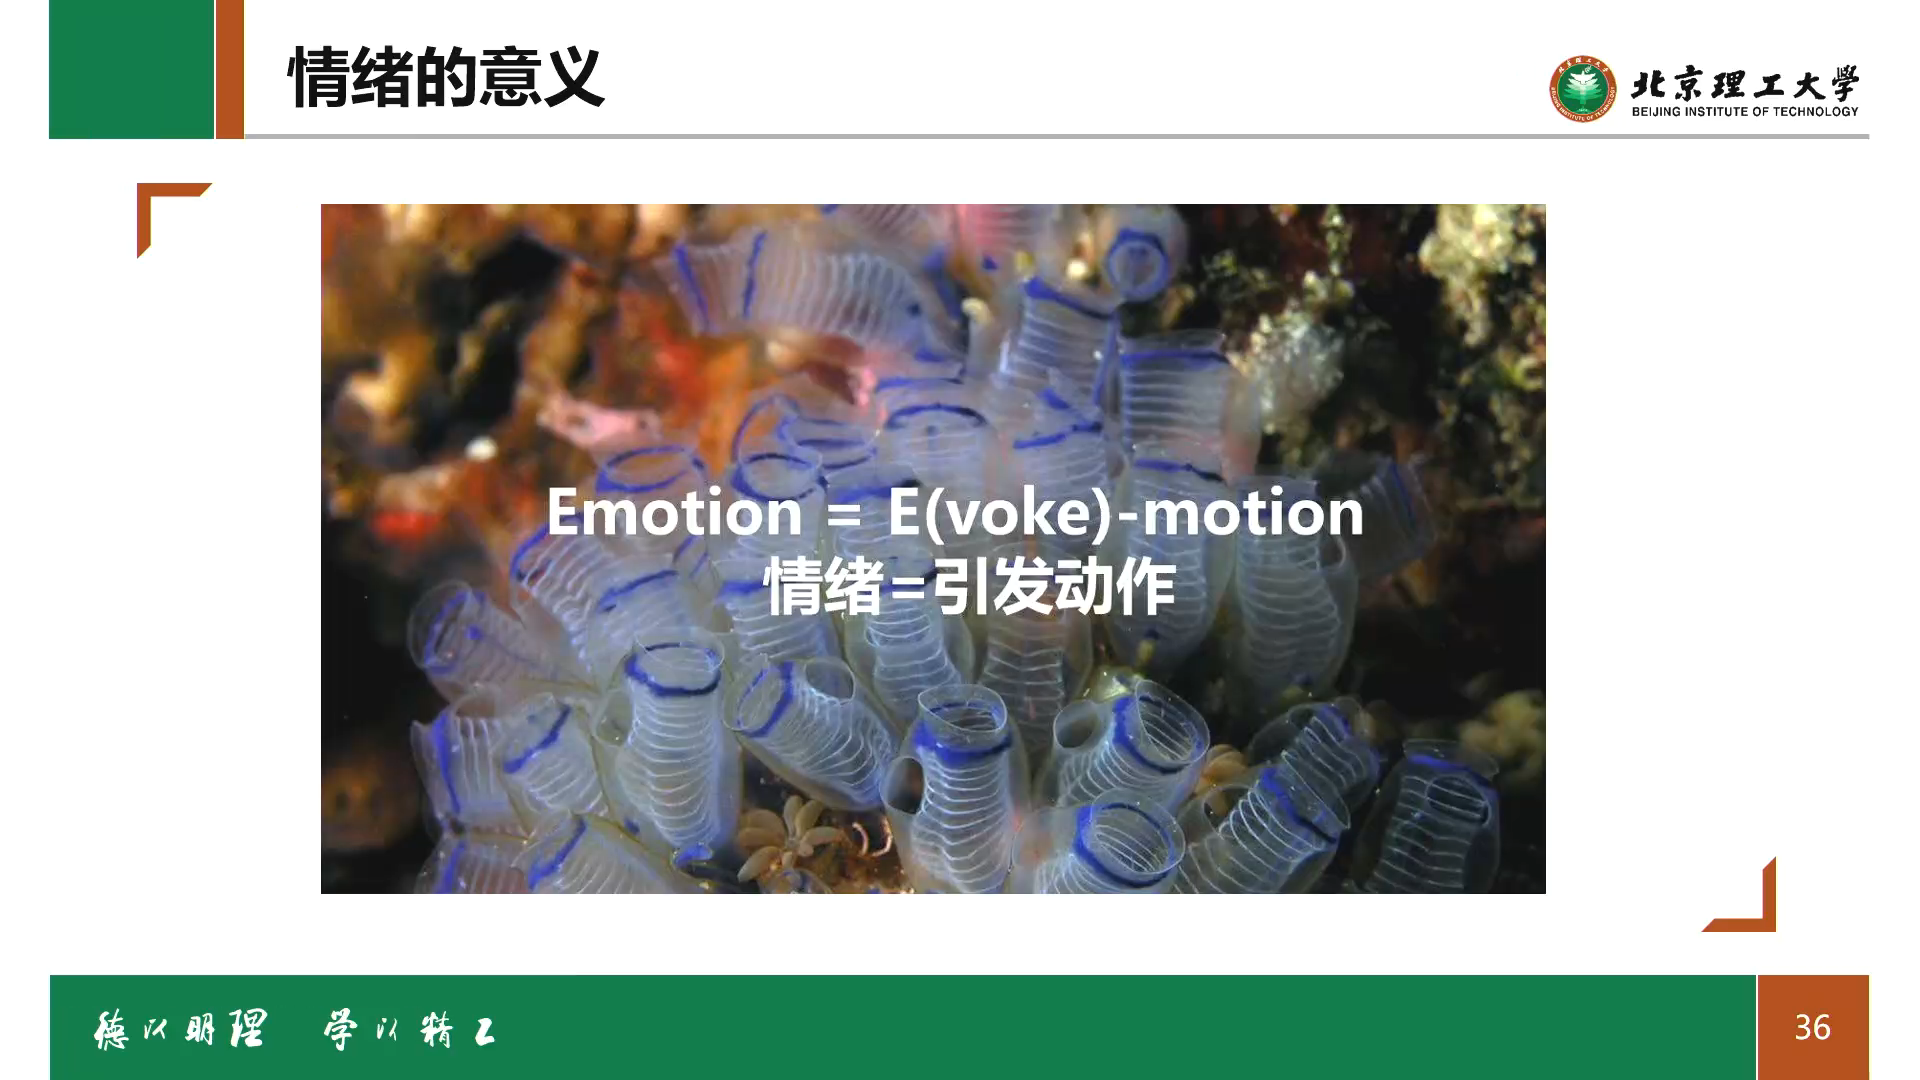 情绪的意义
北京理工大学
BEIJING INSTITUTE OF TECHNOLOGY
Emotion = E(voke)-motion
情绪=引发动作
德以明理 学以精工
36